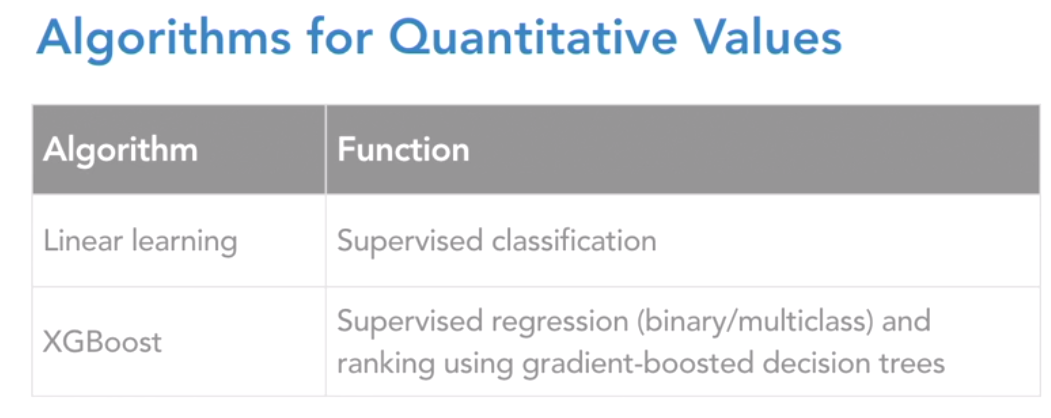 Algorithms for Quantitative Values
Algorithm
Function
Linear learning
Supervised classification
XGBoost
Supervised regression (binary/multiclass) and
ranking using gradient-boosted decision trees